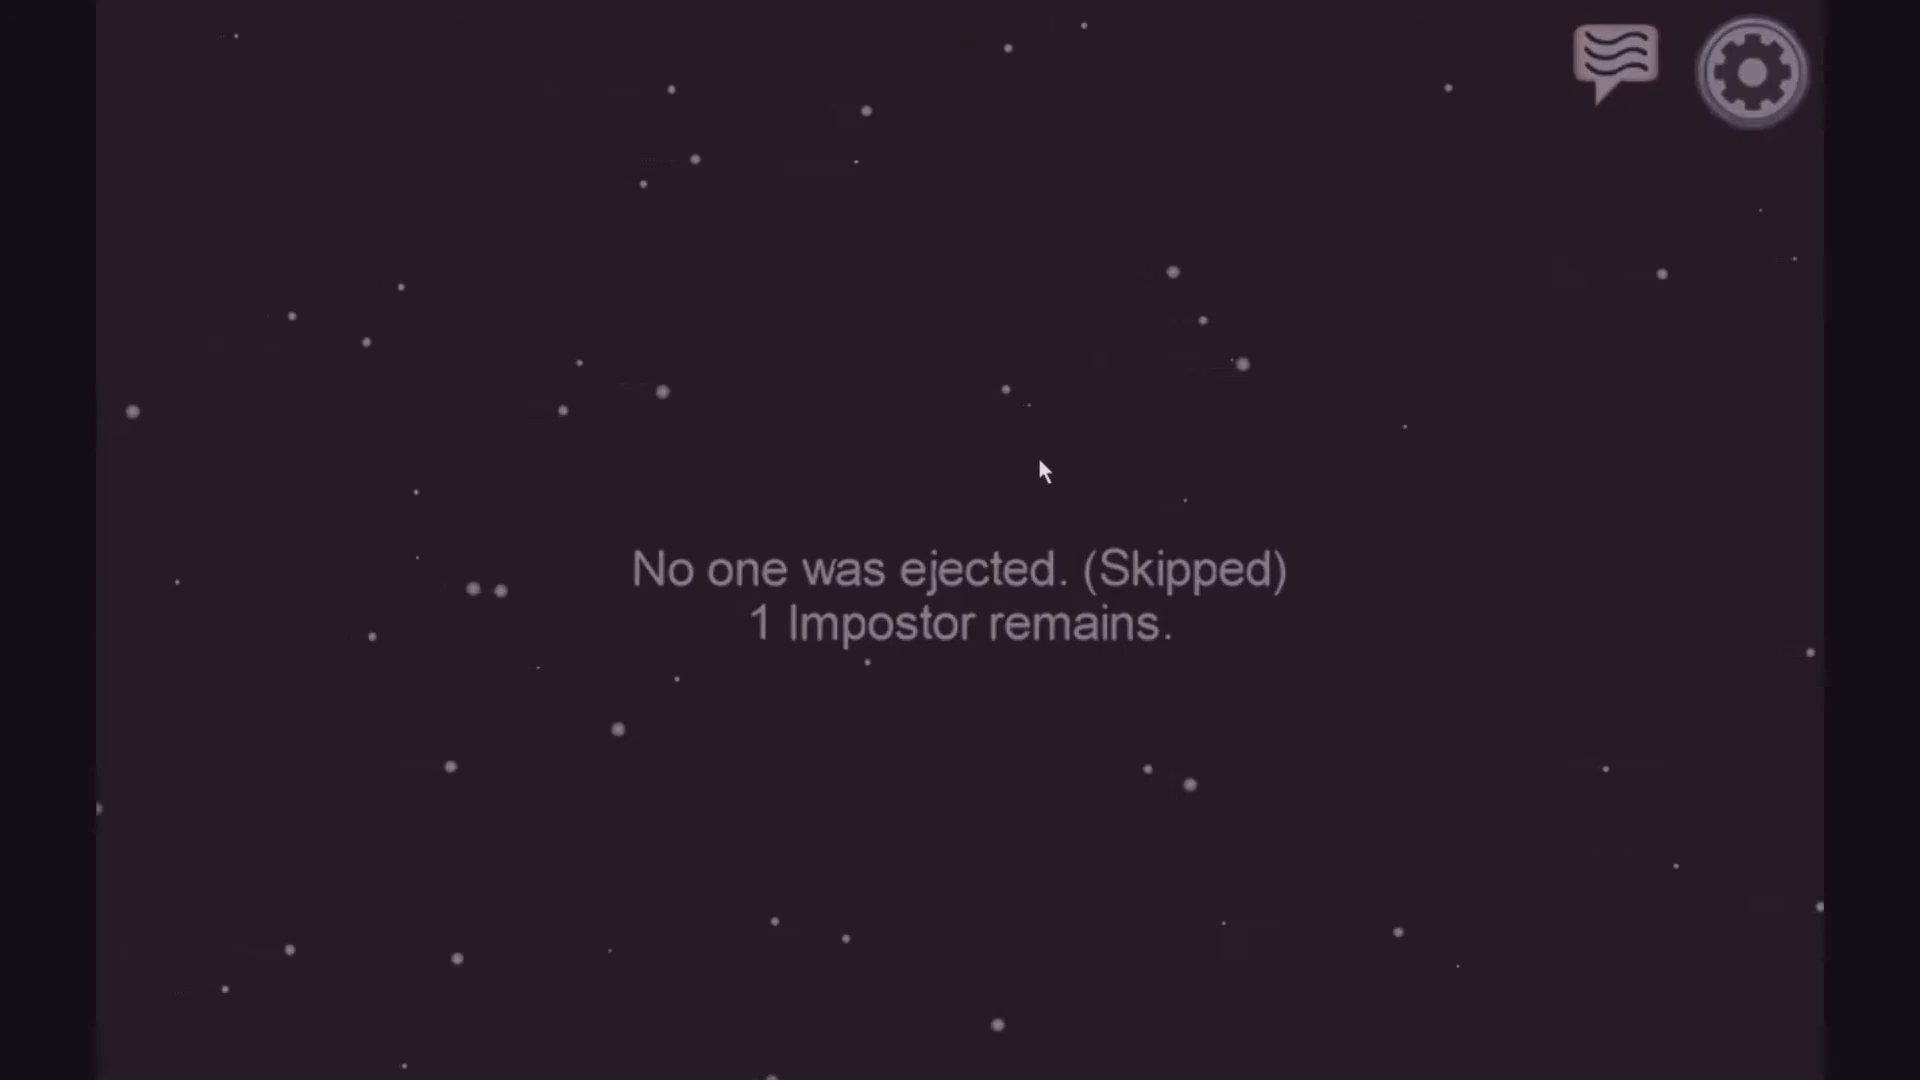 No one was ejected. (Skipped)
1 Impostor remains.